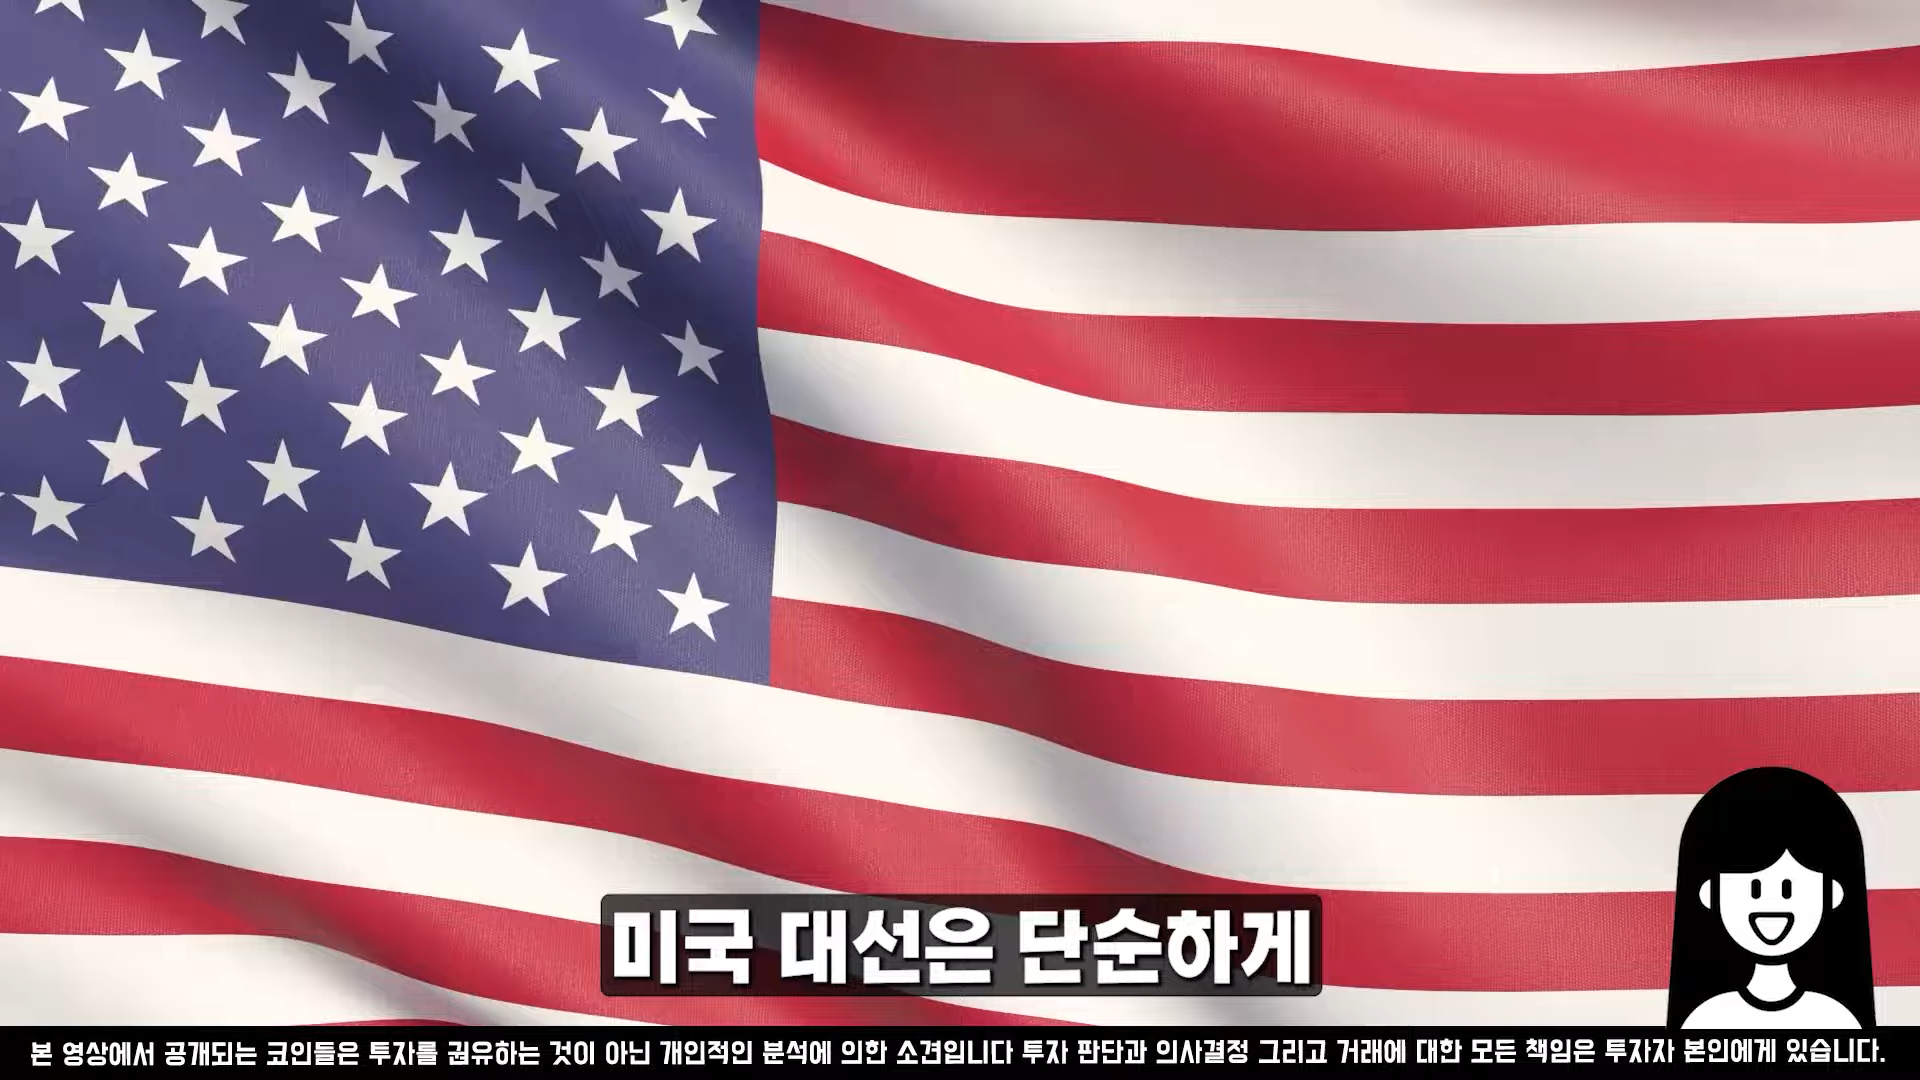 미국 대선은 단순하게
본 영상에서 공개되는 코인들은 투자를 권유하는 것이 아닌 개인적인 분석에 의한 소견입니다 투자 판단과 의사결정 그리고 거래에 대한 모든 책임은 투자자 본인에게 있습니다.